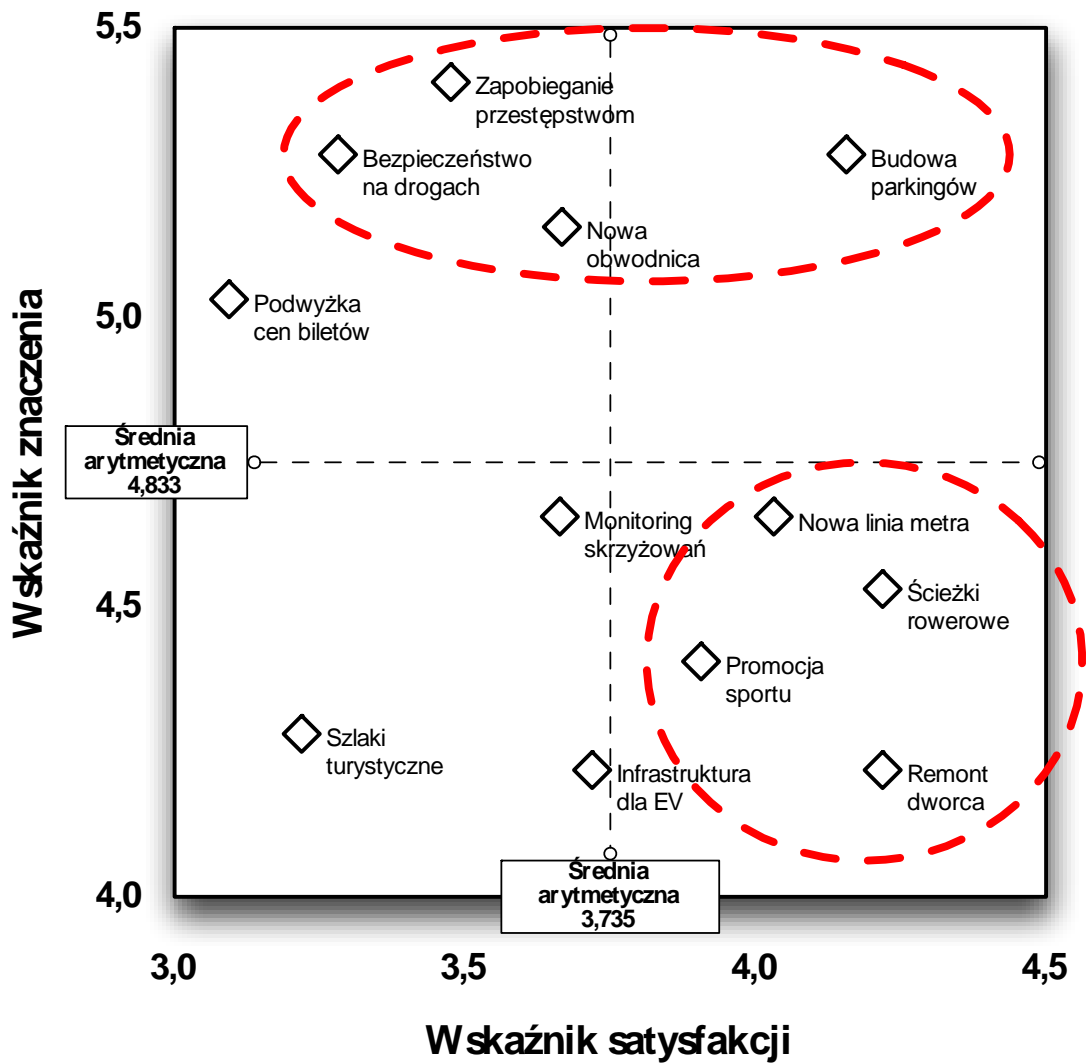 5,5
Zapobieganie
przestępstwom
Bezpieczeństwo
na drogach
Budowa
parkingów
Nowa
obwodnica
5,0
Podwyżka
cen biletów
Wskaźnik znaczenia
Średnia
arytmetyczna
4,833
Monitoring
skrzyżowań
Nowa linia metra
4,5
Ścieżki
rowerowe
Promocja
sportu
Szlaki
turystyczne
Infrastruktura
dla EV
Remont
dworca
4,0
Średnia
arytmetyczna
3,735
3,0
3,5
4,0
4,5
Wskaźnik satysfakcji